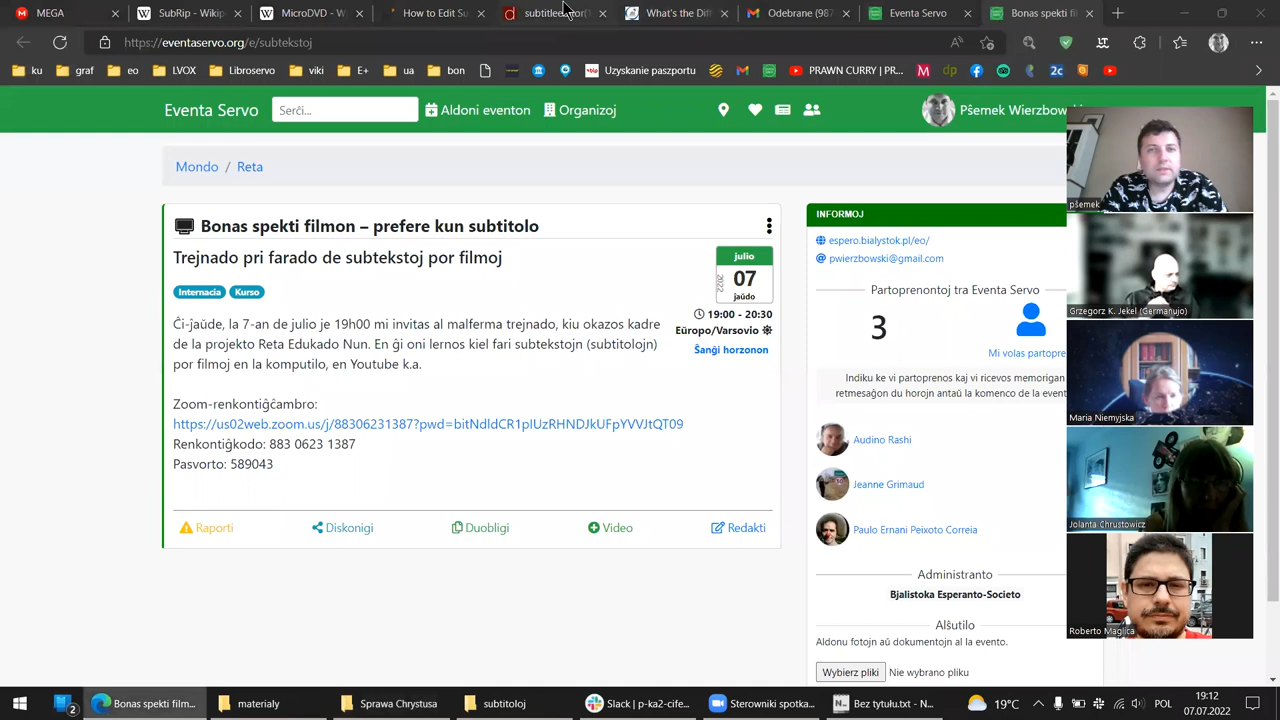 MEGA
SubRip - Wikip
MicroDVD - W
How to Edit
subtitleeditor
What's the Dif
Odebrane (987
Eventa Servo
Bonas spekti fil
https://eventaservo.org/e/subtekstoj
ku
graf
eo
LVOX
Libroservo
viki
E+
bon
Uzyskanie paszportu
PRAWN CURRY | PR...
Eventa Servo
Serĉi...
Aldoni eventon
Organizoj
Pŝemek Wierzbow
Mondo / Reta
Bonas spekti filmon – prefere kun subtitolo
Trejnado pri farado de subtekstoj por filmoj
Internacia
Kurso
julio
07
2022
jaŭdo
19:00 - 20:30
Eŭropo/Varsovio
Ŝanĝi horzonon
Ĉi-ĵaŭde, la 7-an de julio je 19h00 mi invitas al malferma trejnado, kiu okazos kadre
de la projekto Reta Edukado Nun. En ĝi oni lernos kiel fari subtekstojn (subtitolojn)
por filmoj en la komputilo, en Youtube k.a.
Zoom-renkontiĝĉambro:
https://us02web.zoom.us/j/88306231387?pwd=bitNdldCR1pIUzRHNDJkUFpYVVJtQT09
Renkontiĝkodo: 883 0623 1387
Pasvorto: 589043
Raporti
Diskonigi
Duobligi
Video
Redakti
INFORMOJ
espero.bialystok.pl/eo/
pwierzbowski@gmail.com
Partoprenontoj tra Eventa Servo
3
Mi volas partopre
Indiku ke vi partoprenos kaj vi ricevos memorigan
retmesaĝon du horojn antaŭ la komenco de la event
Audino Rashi
Jeanne Grimaud
Paulo Ernani Peixoto Correia
Administranto
Bjalistoka Esperanto-Societo
Alŝutilo
Aldonu fotojn aŭ dokumentojn al la evento.
Wybierz pliki
Nie wybrano pliku
pŝemek
Grzegorz K. Jekel (Germanujo)
Maria Niemyjska
Jolanta Chrustowicz
Roberto Maglica
2
Bonas spekti film...
materialy
Sprawa Chrystusa
subtitoloj
Slack | p-ka2-cife...
Sterowniki spotka...
Bez tytułu.txt - N...
19°C
POL
19:12
07.07.2022